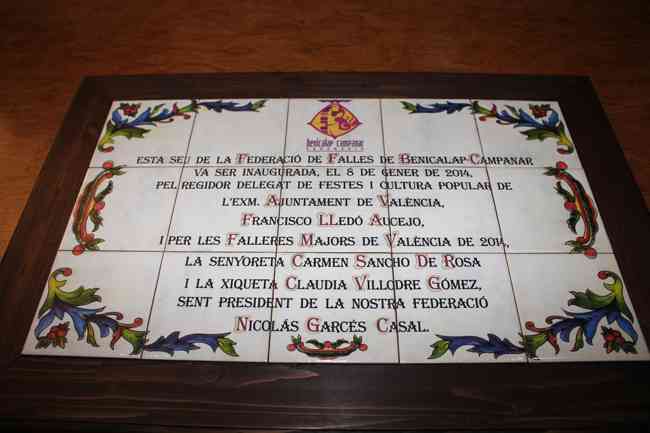 benicalap campanar
ESTA SEU DE LA FEDERACIÓ DE FALLES DE BENICALAP-CAMPANAR
VA SER INAUGURADA, EL 8 DE GENER DE 2014,
PEL REGIDOR DELEGAT DE FESTES I CULTURA POPULAR DE
L'EXM. AJUNTAMENT DE VALÈNCIA,
FRANCISCO LLEDÓ AUCEJO,
I PER LES FALLERES MAJORS DE VALÈNCIA DE 2014,
LA SENYORETA CARMEN SANCHO DE ROSA
I LA XIQUETA CLAUDIA VILLODRE GÓMEZ,
SENT PRESIDENT DE LA NOSTRA FEDERACIÓ
NICOLÁS GARCÉS CASAL.